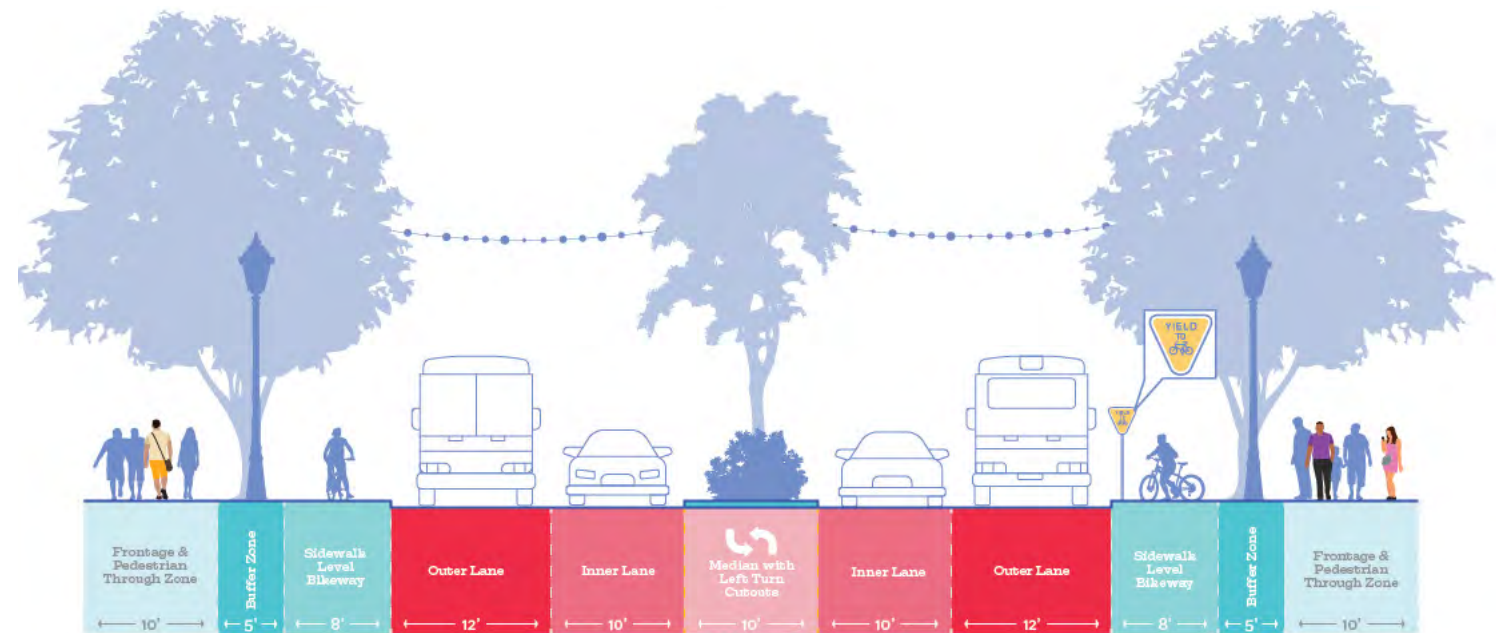 YIELD
TO
YIELD
Frontage &
Pedestrian
Through Zone
10'
Buffer Zone
5'
Sidewalk
Level
Bikeway
8'
Outer Lane
12'
Inner Lane
10'
Median with
Left Turn
Cutouts
10'
Inner Lane
10'
Outer Lane
12'
Sidewalk
Level
Bikeway
8'
Buffer Zone
5'
Frontage &
Pedestrian
Through Zone
10'